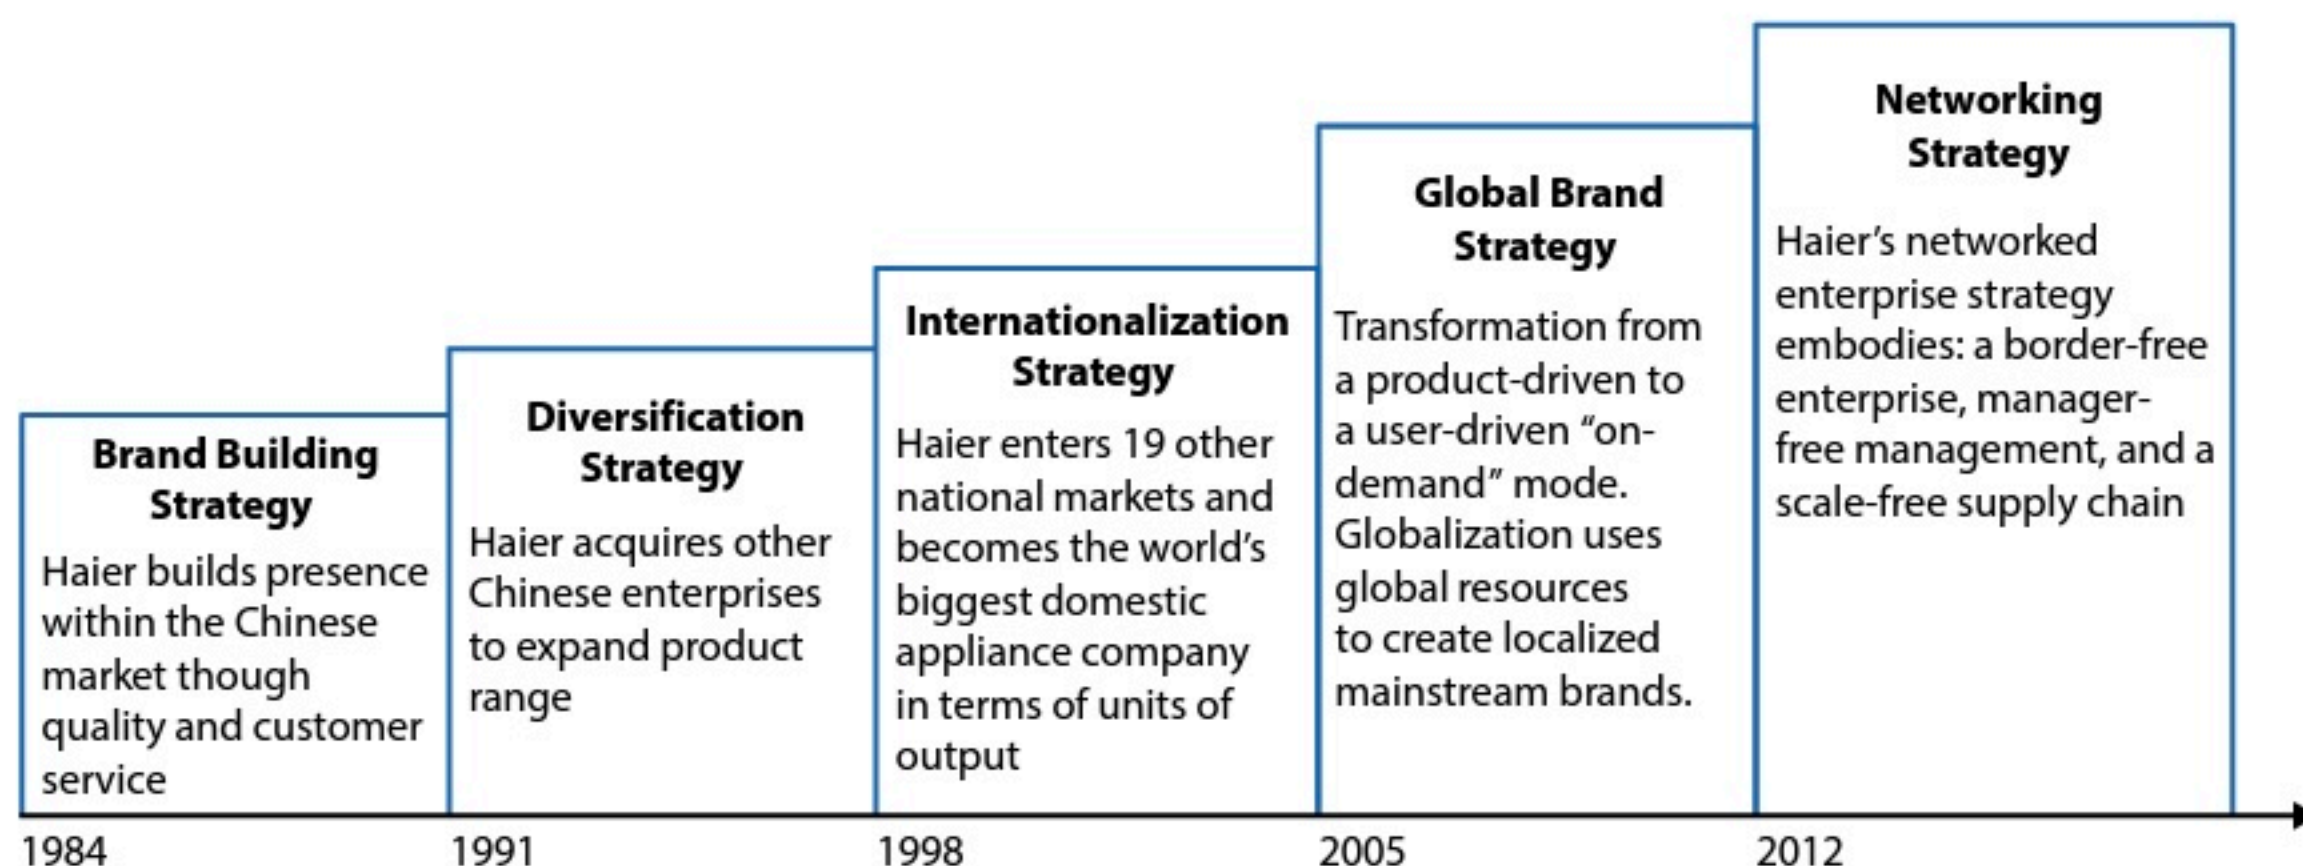 Brand Building
Strategy
Haier builds presence
within the Chinese
market though
quality and customer
service
Diversification
Strategy
Haier acquires other
Chinese enterprises
to expand product
range
Internationalization
Strategy
Haier enters 19 other
national markets and
becomes the world’s
biggest domestic
appliance company
in terms of units of
output
Global Brand
Strategy
Transformation from
a product-driven to
a user-driven “on-
demand” mode.
Globalization uses
global resources
to create localized
mainstream brands.
Networking
Strategy
Haier’s networked
enterprise strategy
embodies: a border-free
enterprise, manager-
free management, and a
scale-free supply chain
1984
1991
1998
2005
2012